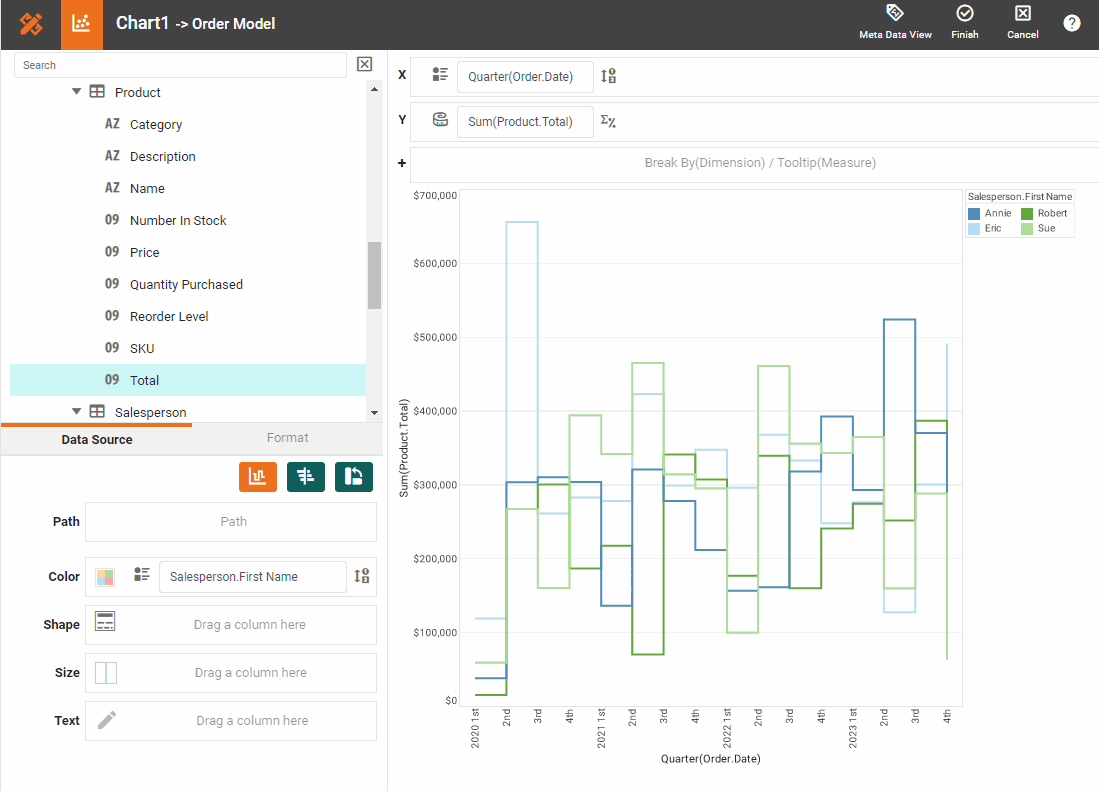 Chart1 -> Order Model
Meta Data View
Finish
Cancel
?
Search
Product
AZ Category
AZ Description
AZ Name
09 Number In Stock
09 Price
09 Quantity Purchased
09 Reorder Level
09 SKU
09 Total
Salesperson
Data Source
Format
Path
Path
Color
Salesperson.First Name
Shape
Drag a column here
Size
Drag a column here
Text
Drag a column here
X
Quarter(Order.Date)
Y
Sum(Product.Total)
+
Break By(Dimension) / Tooltip(Measure)
$700,000
$600,000
$500,000
$400,000
$300,000
$200,000
$100,000
$0
Sum(Product.Total)
2020 1st
2nd
3rd
4th
2021 1st
2nd
3rd
4th
2022 1st
2nd
3rd
4th
2023 1st
2nd
3rd
4th
Quarter(Order.Date)
Salesperson.First Name
Annie
Robert
Eric
Sue